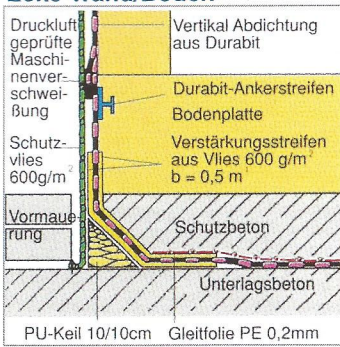 Druckluft
geprüfte
Maschi-
nenver-
schwei-
ßung
Schutz-
vlies
600g/m²
Vormaue
rung
Vertikal Abdichtung
aus Durabit
Durabit-Ankerstreifen
Bodenplatte
Verstärkungsstreifen
aus Vlies 600 g/m²
b = 0,5 m¹
Schutzbeton
Unterlagsbeton
PU-Keil 10/10cm Gleitfolie PE 0,2mm